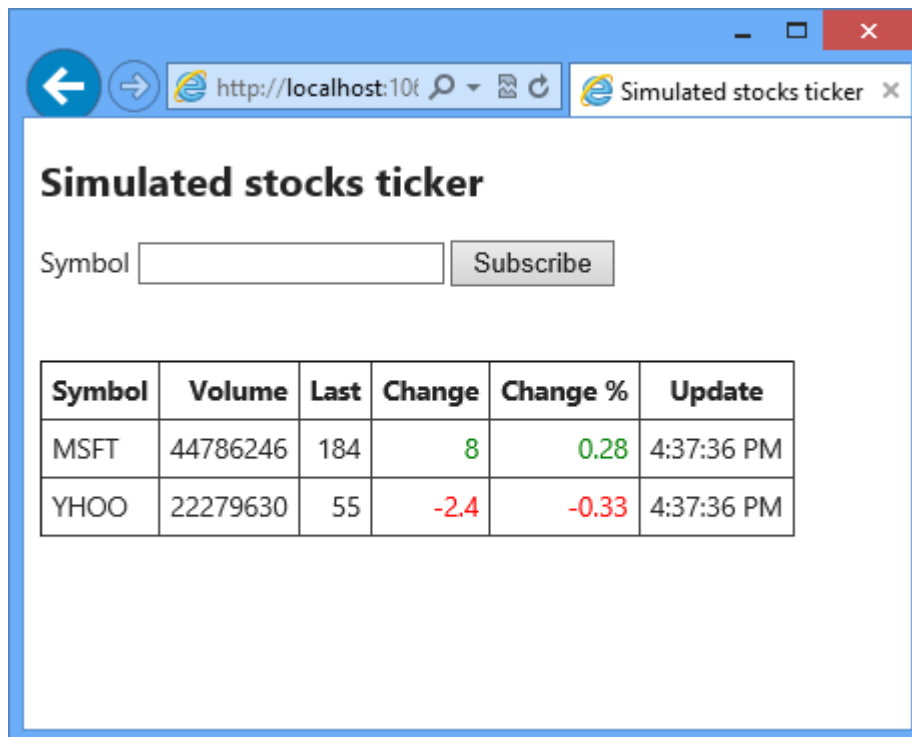 http://localhost:106
Simulated stocks ticker
Simulated stocks ticker
Symbol Subscribe
Symbol Volume Last Change Change % Update
MSFT 44786246 184 8 0.28 4:37:36 PM
YHOO 22279630 55 -2.4 -0.33 4:37:36 PM